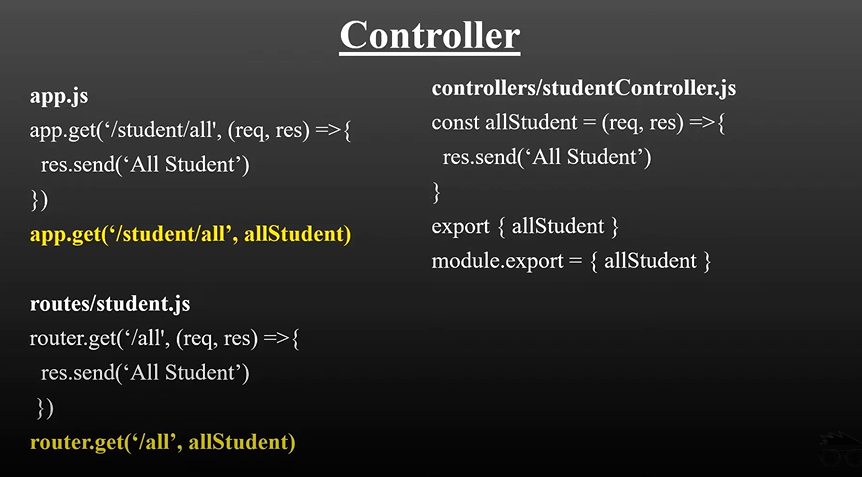 Controller
app.js
app.get(‘/student/all', (req, res) =>{
res.send(‘All Student’)
})
app.get(‘/student/all’, allStudent)
routes/student.js
router.get(‘/all', (req, res) =>{
res.send(‘All Student’)
})
router.get(‘/all’, allStudent)
controllers/studentController.js
const allStudent = (req, res) =>{
res.send(‘All Student’)
}
export { allStudent }
module.export = { allStudent }